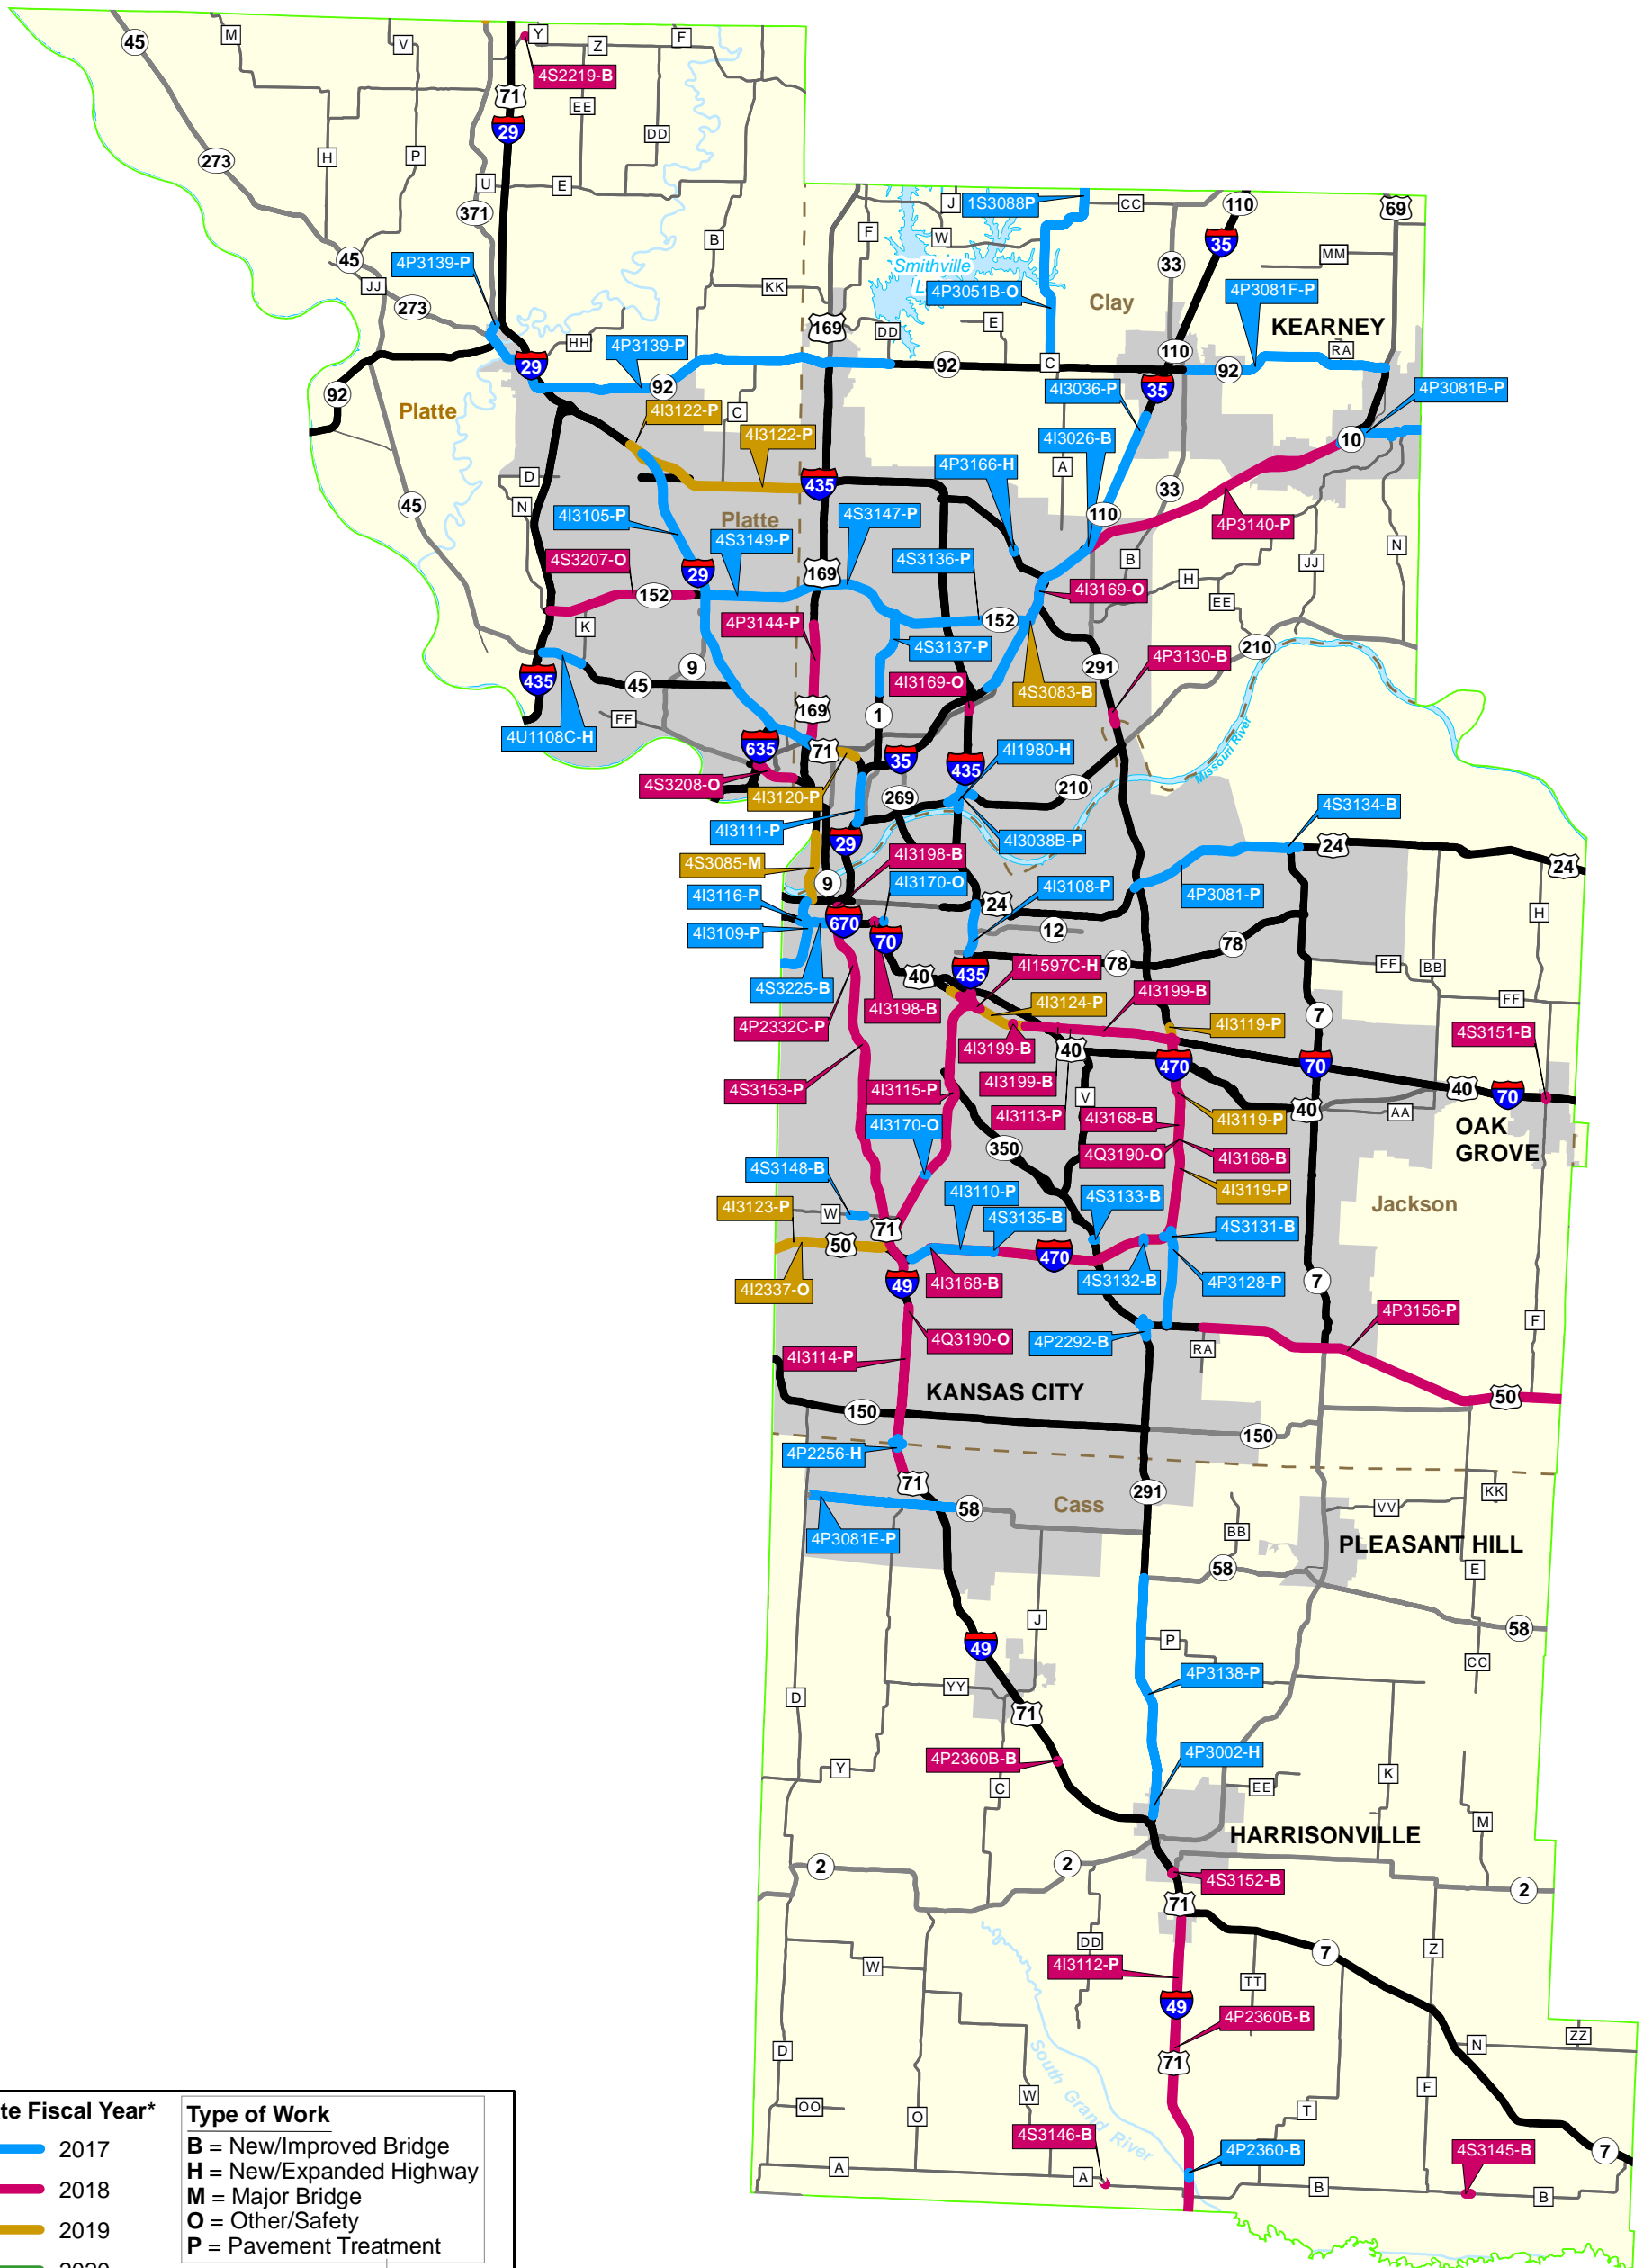 45
M
V
71
Y
Z
F
4S2219-B
EE
29
DD
273
H
P
U
E
371
B
45
4P3139-P
JJ
273
KK
HH
4P3139-P
29
92
92
Platte
C
4I3122-P
4I3122-P
J
1S3088P
CC
110
69
F
W
35
MM
33
Smithville
4P3051B-O
Clay
4P3081F-P
KEARNEY
169
DD
E
RA
110
92
C
92
35
4I3036-P
4P3081B-P
4I3026-B
10
D
435
4P3166-H
A
33
N
45
110
4I3105-P
Platte
4S3147-P
4P3140-P
4S3149-P
N
4S3207-O
4S3136-P
B
JJ
29
169
H
4I3169-O
152
EE
K
4P3144-P
152
4S3137-P
210
9
291
4P3130-B
435
45
4I3169-O
4S3083-B
FF
169
1
4U1108C-H
635
71
35
4I1980-H
Missouri River
435
4S3208-O
4I3120-P
269
210
4I3111-P
29
4I3038B-P
4S3134-B
24
4S3085-M
4I3198-B
24
9
4I3170-O
4I3108-P
4I3116-P
24
4P3081-P
H
4I3109-P
670
12
70
78
78
435
4I1597C-H
FF
BB
4S3225-B
40
4I3199-B
FF
4I3198-B
4I3124-P
7
4P2332C-P
4I3119-P
4S3151-B
4I3199-B
40
470
70
4I3199-B
4S3153-P
4I3115-P
V
40
70
4I3113-P
4I3168-B
4I3119-P
40
AA
OAK
GROVE
4I3170-O
350
4Q3190-O
4I3168-B
4S3148-B
4I3110-P
4S3133-B
4I3119-P
Jackson
4I3123-P
W
71
4S3135-B
4S3131-B
50
470
4I2337-O
49
4I3168-B
4S3132-B
4P3128-P
7
4P3156-P
F
4Q3190-O
4P2292-B
RA
4I3114-P
KANSAS CITY
50
150
150
4P2256-H
71
291
KK
58
Cass
VV
BB
4P3081E-P
PLEASANT HILL
58
E
J
58
49
P
CC
4P3138-P
YY
D
71
4P3002-H
4P2360B-B
Y
C
EE
K
M
HARRISONVILLE
2
2
4S3152-B
2
71
DD
7
Z
W
4I3112-P
TT
49
4P2360B-B
ZZ
N
D
71
South Grand River
F
W
OO
O
T
4S3146-B
4P2360-B
4S3145-B
7
A
A
B
B
te Fiscal Year*
2017
2018
2019
Type of Work
B = New/Improved Bridge
H = New/Expanded Highway
M = Major Bridge
O = Other/Safety
P = Pavement Treatment